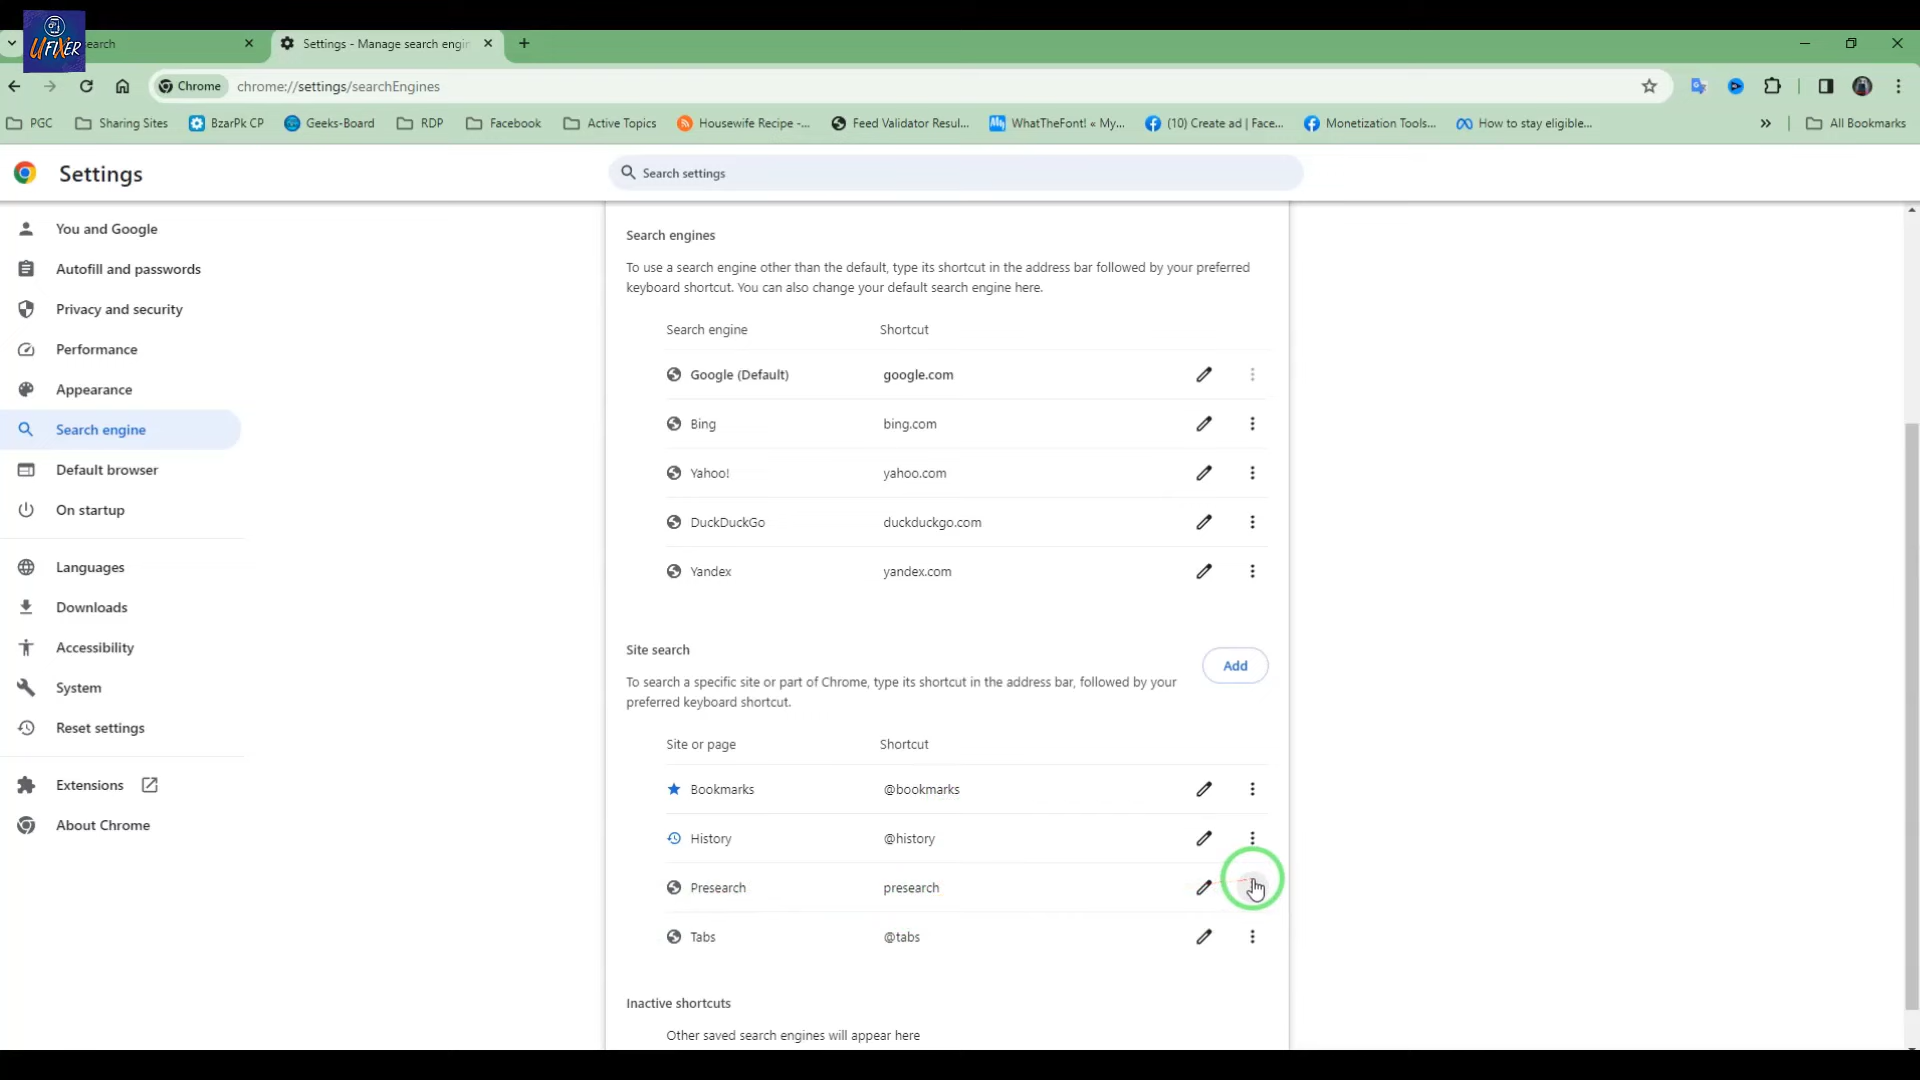 UFIXER
search
Settings - Manage search engin
Chrome
chrome://settings/searchEngines
PGC
Sharing Sites
BzarPk CP
Geeks-Board
RDP
Facebook
Active Topics
Housewife Recipe -...
Feed Validator Resul...
WhatTheFont! « My...
(10) Create ad | Face...
Monetization Tools...
How to stay eligible...
All Bookmarks
Settings
Search settings
You and Google
Autofill and passwords
Privacy and security
Performance
Appearance
Search engine
Default browser
On startup
Languages
Downloads
Accessibility
System
Reset settings
Extensions
About Chrome
Search engines
To use a search engine other than the default, type its shortcut in the address bar followed by your preferred
keyboard shortcut. You can also change your default search engine here.
Search engine Shortcut
Google (Default) google.com
Bing bing.com
Yahoo! yahoo.com
DuckDuckGo duckduckgo.com
Yandex yandex.com
Site search
Add
To search a specific site or part of Chrome, type its shortcut in the address bar, followed by your
preferred keyboard shortcut.
Site or page Shortcut
Bookmarks @bookmarks
History @history
Presearch presearch
Tabs @tabs
Inactive shortcuts
Other saved search engines will appear here